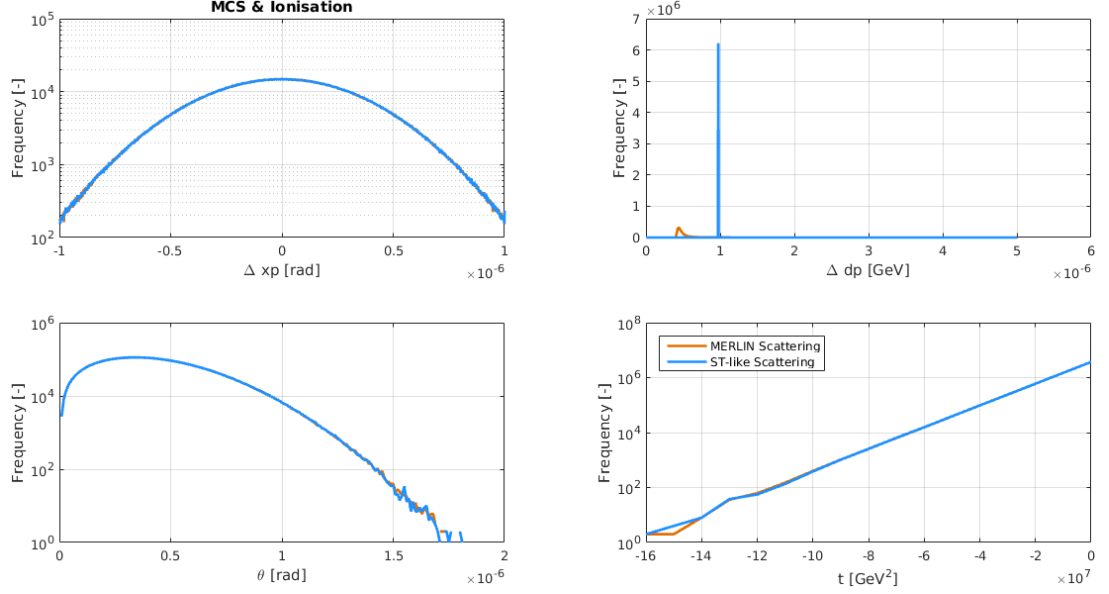 MCS & Ionisation
10^5
10^4
10^3
10^2
Frequency [-]
-1 -0.5 0 0.5 1
×10^-6
Δ xp [rad]
×10^6
7
6
5
4
3
2
1
0
Frequency [-]
0 1 2 3 4 5 6
×10^-6
Δ dp [GeV]
10^6
10^4
10^2
10^0
Frequency [-]
0 0.5 1 1.5 2
×10^-6
θ [rad]
10^8
10^6
10^4
10^2
10^0
Frequency [-]
MERLIN Scattering
ST-like Scattering
-16 -14 -12 -10 -8 -6 -4 -2 0
×10^7
t [GeV^2]